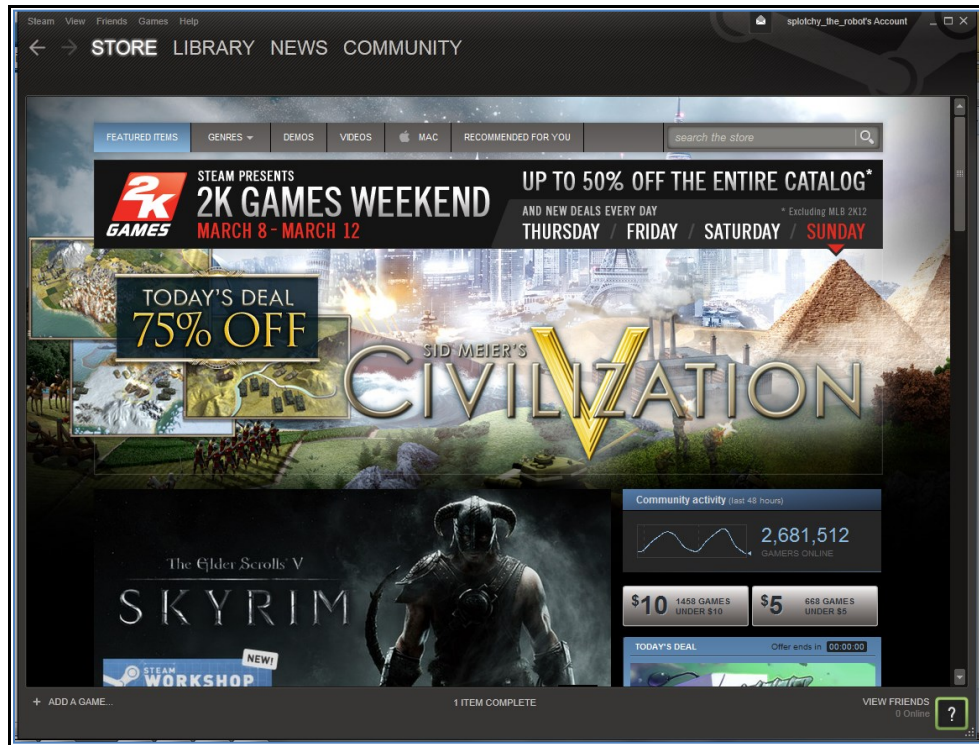 Steam View Friends Games Help
splotchy_the_robot's Account
STORE LIBRARY NEWS COMMUNITY
FEATURED ITEMS GENRES DEMOS VIDEOS MAC RECOMMENDED FOR YOU search the store
2K GAMES
STEAM PRESENTS
2K GAMES WEEKEND
MARCH 8 - MARCH 12
UP TO 50% OFF THE ENTIRE CATALOG*
AND NEW DEALS EVERY DAY * Excluding MLB 2K12
THURSDAY / FRIDAY / SATURDAY / SUNDAY
TODAY'S DEAL
75% OFF
SID MEIER'S
CIVILIZATION
V
Community activity (last 48 hours)
2,681,512
GAMERS ONLINE
The Elder Scrolls V
SKYRIM
$10 1458 GAMES UNDER $10
$5 668 GAMES UNDER $5
NEW!
STEAM
WORKSHOP
TODAY'S DEAL Offer ends in 00:00:00
+ ADD A GAME...
1 ITEM COMPLETE
VIEW FRIENDS
0 Online
?